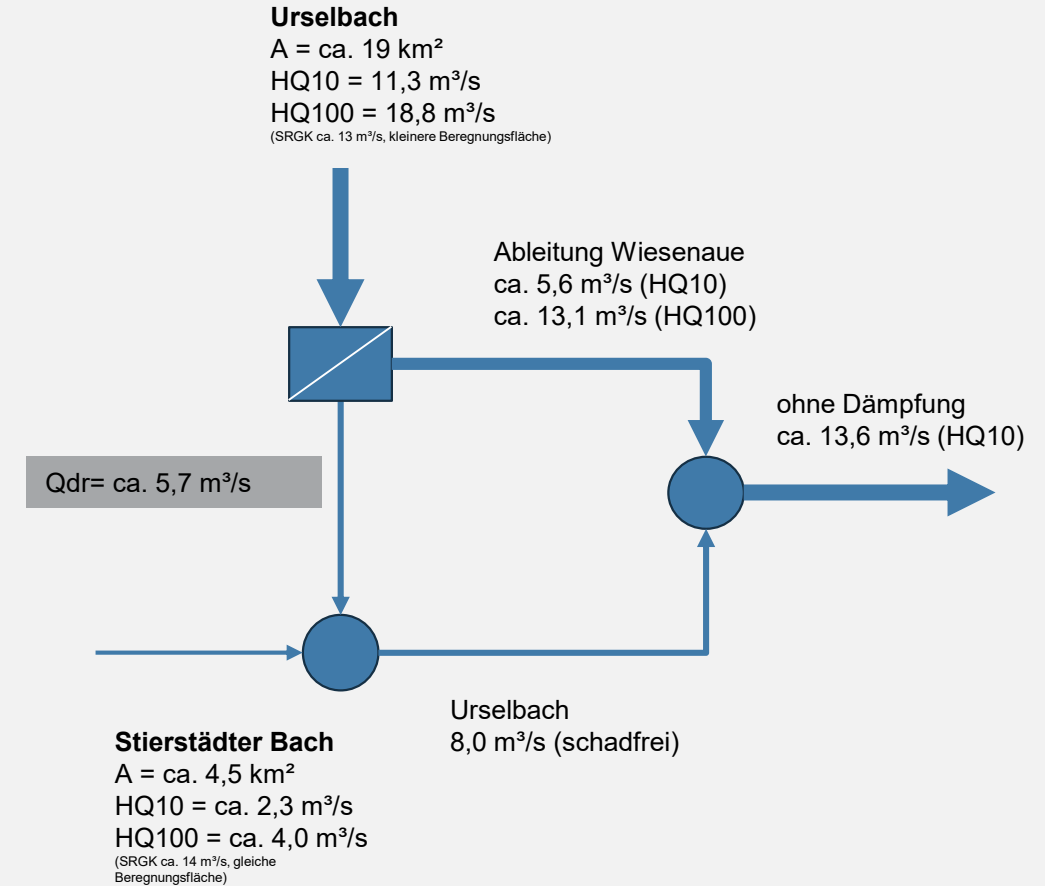 Urselbach
A = ca. 19 km²
HQ10 = 11,3 m³/s
HQ100 = 18,8 m³/s
(SRGK ca. 13 m³/s, kleinere Beregnungsfläche)
Ableitung Wiesenaue
ca. 5,6 m³/s (HQ10)
ca. 13,1 m³/s (HQ100)
ohne Dämpfung
ca. 13,6 m³/s (HQ10)
Qdr= ca. 5,7 m³/s
Urselbach
8,0 m³/s (schadfrei)
Stierstädter Bach
A = ca. 4,5 km²
HQ10 = ca. 2,3 m³/s
HQ100 = ca. 4,0 m³/s
(SRGK ca. 14 m³/s, gleiche
Beregnungsfläche)